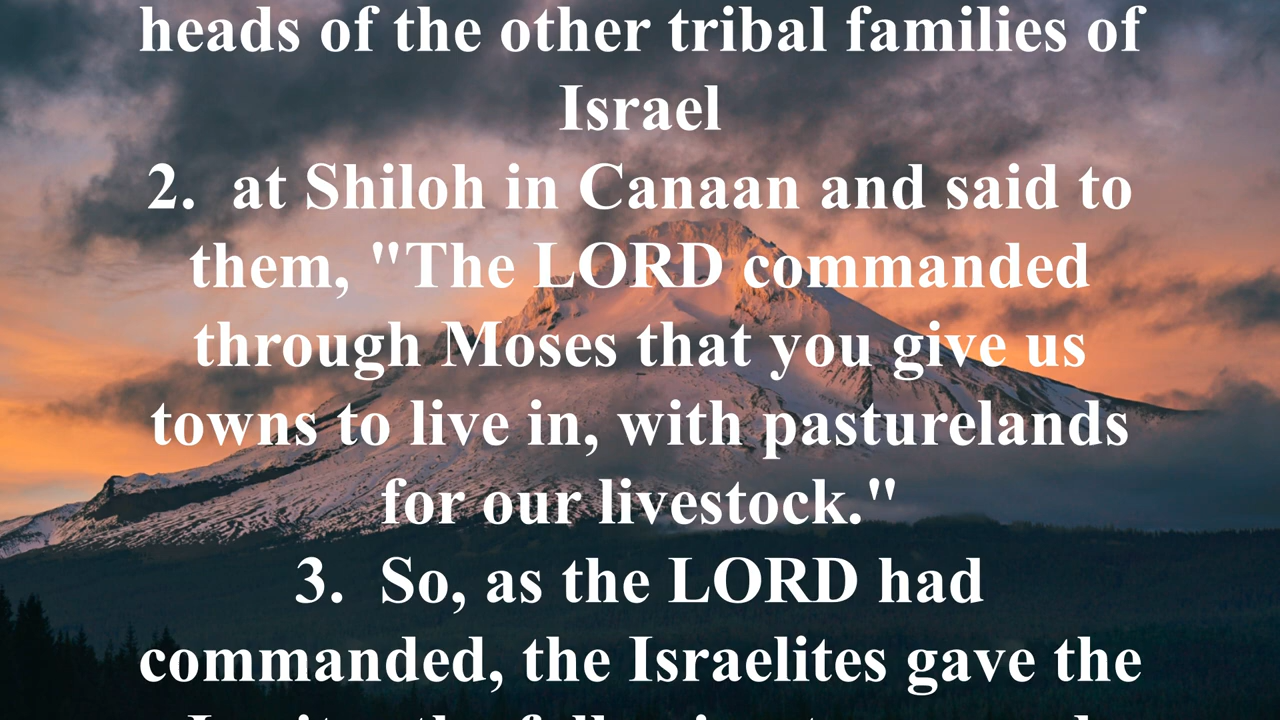 heads of the other tribal families of
Israel
2. at Shiloh in Canaan and said to
them, "The LORD commanded
through Moses that you give us
towns to live in, with pasturelands
for our livestock."
3. So, as the LORD had
commanded, the Israelites gave the